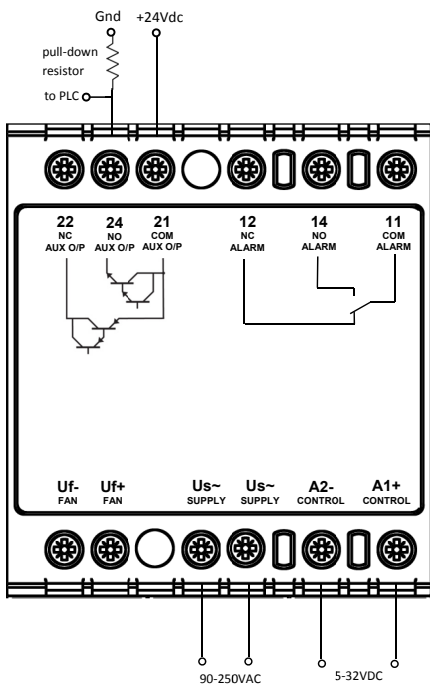 Gnd +24Vdc
pull-down
resistor
to PLC
22 24 21 12 14 11
NC NO COM NC NO COM
AUX O/P AUX O/P AUX O/P ALARM ALARM ALARM
Uf- Uf+ Us~ Us~ A2- A1+
FAN FAN SUPPLY SUPPLY CONTROL CONTROL
90-250VAC 5-32VDC